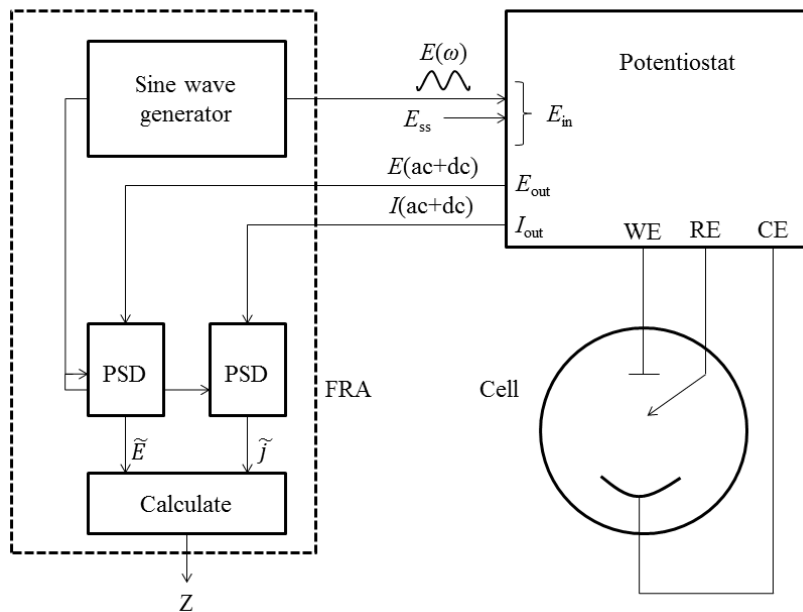 Sine wave
generator
E(ω)
E_ss
E_in
Potentiostat
E(ac+dc)
E_out
I(ac+dc)
I_out
WE RE CE
PSD PSD
FRA
Cell
Ẽ j̃
Calculate
Z